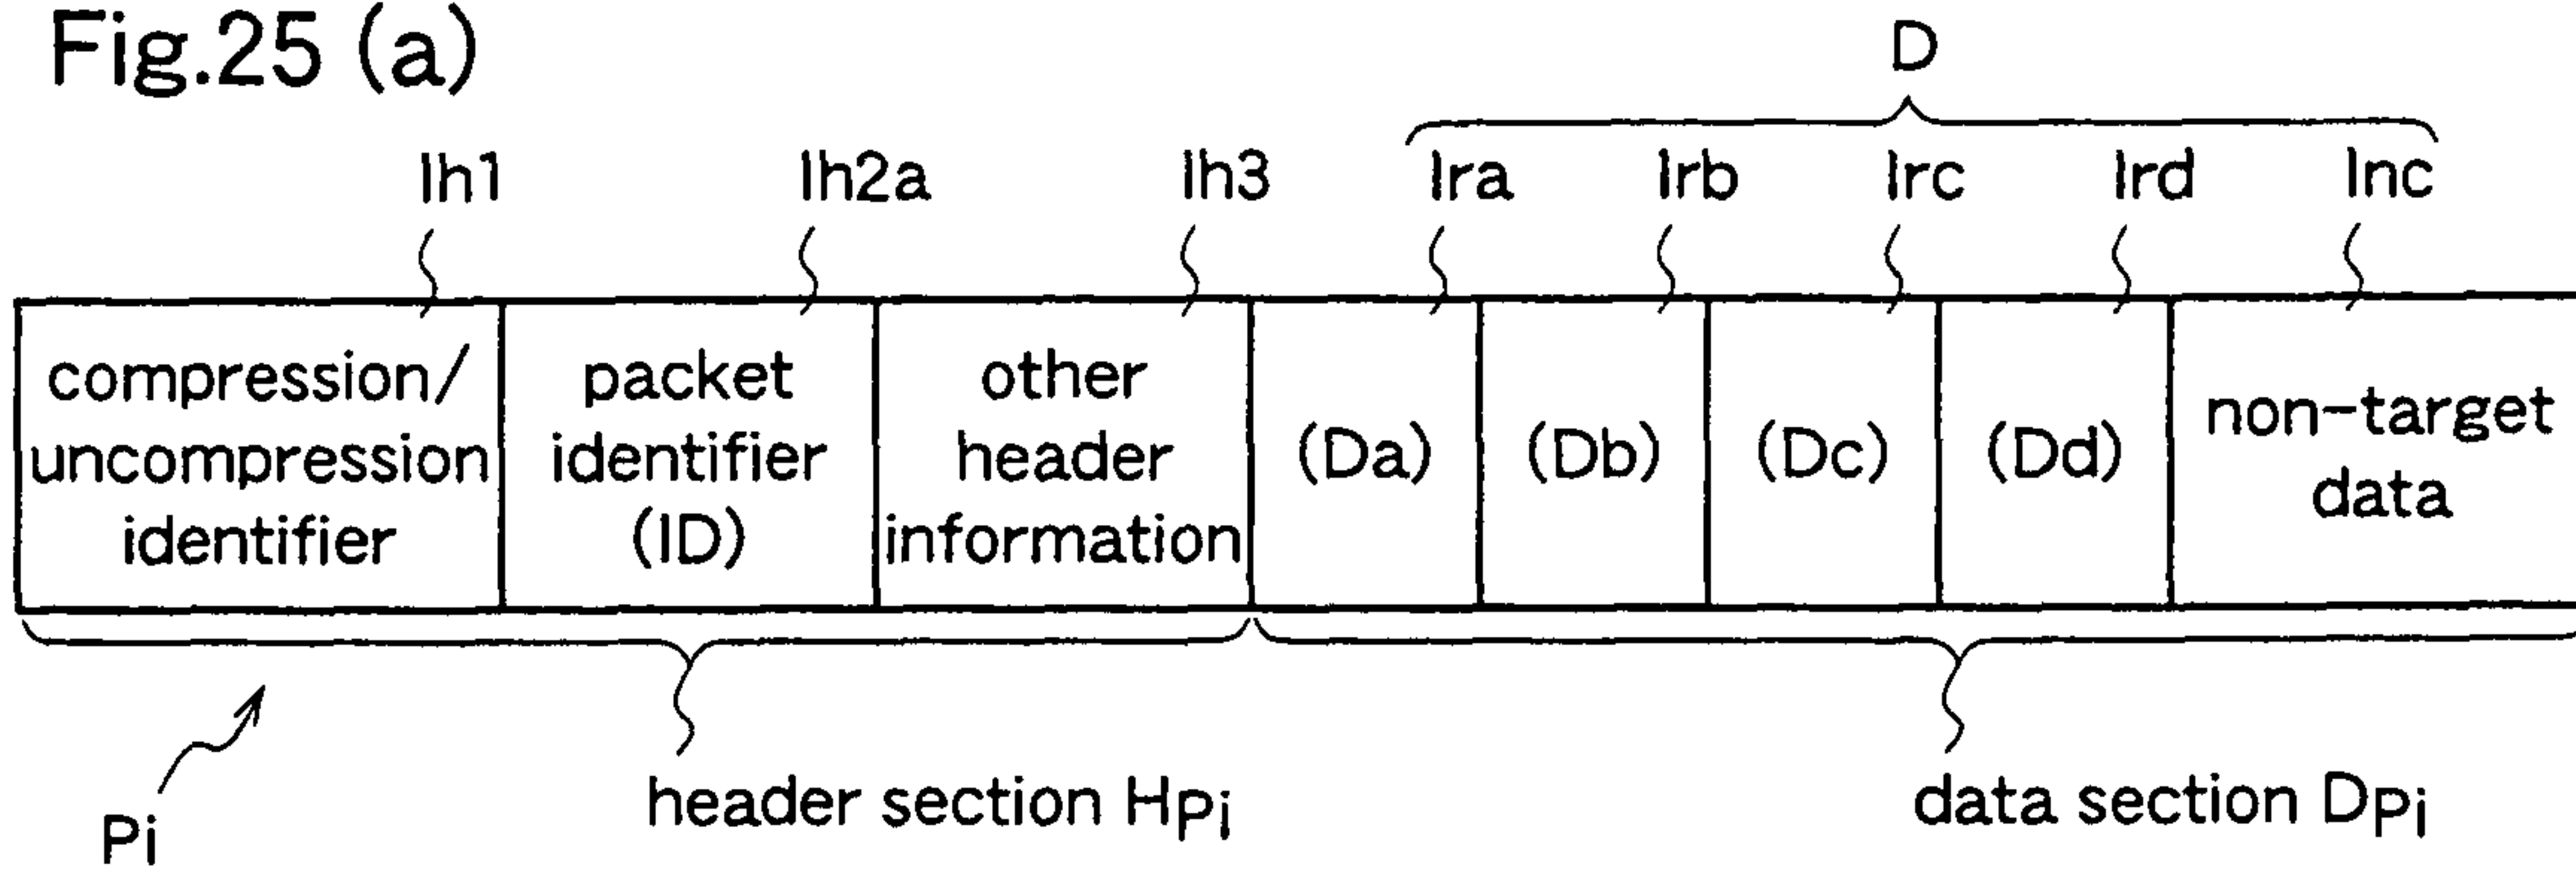 Fig.25 (a)
D
Ih1 Ih2a Ih3 Ira Irb Irc Ird Inc
compression/
uncompression
identifier
packet
identifier
(ID)
other
header
information
(Da)
(Db)
(Dc)
(Dd)
non-target
data
Pi
header section HPi
data section DPi